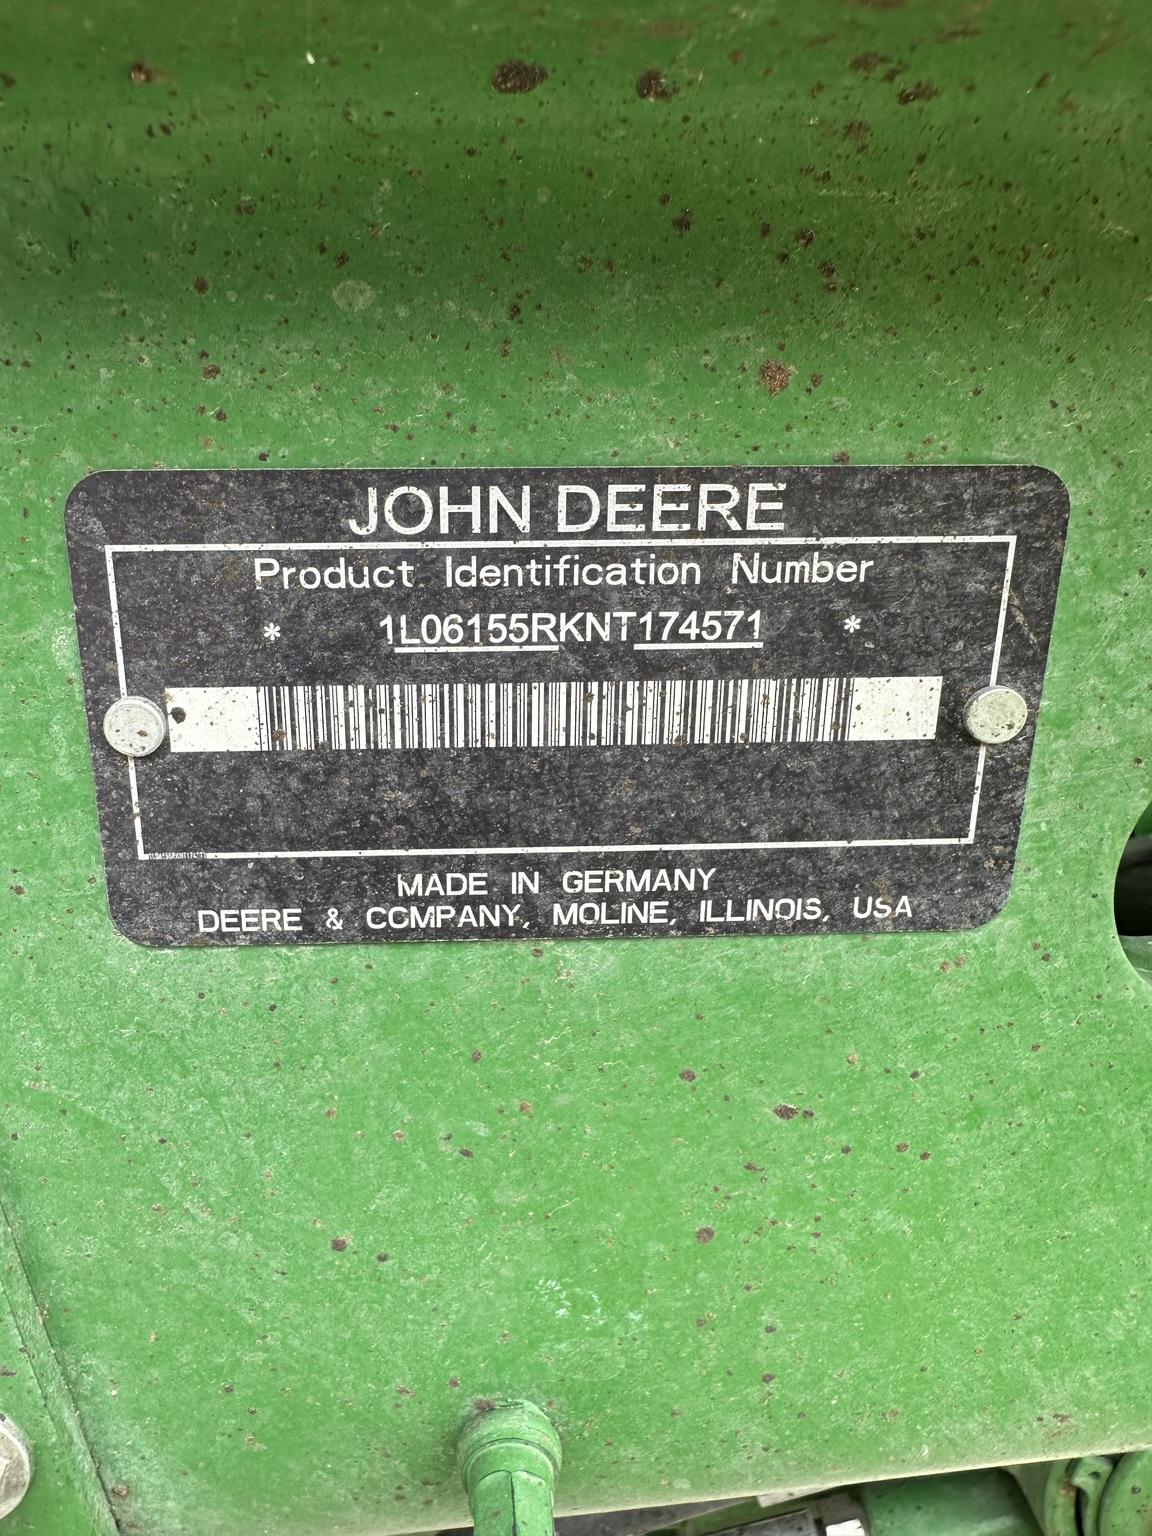 JOHN DEERE
Product Identification Number
* 1L06155RKNT174571 *
MADE IN GERMANY
DEERE & COMPANY, MOLINE, ILLINOIS, USA